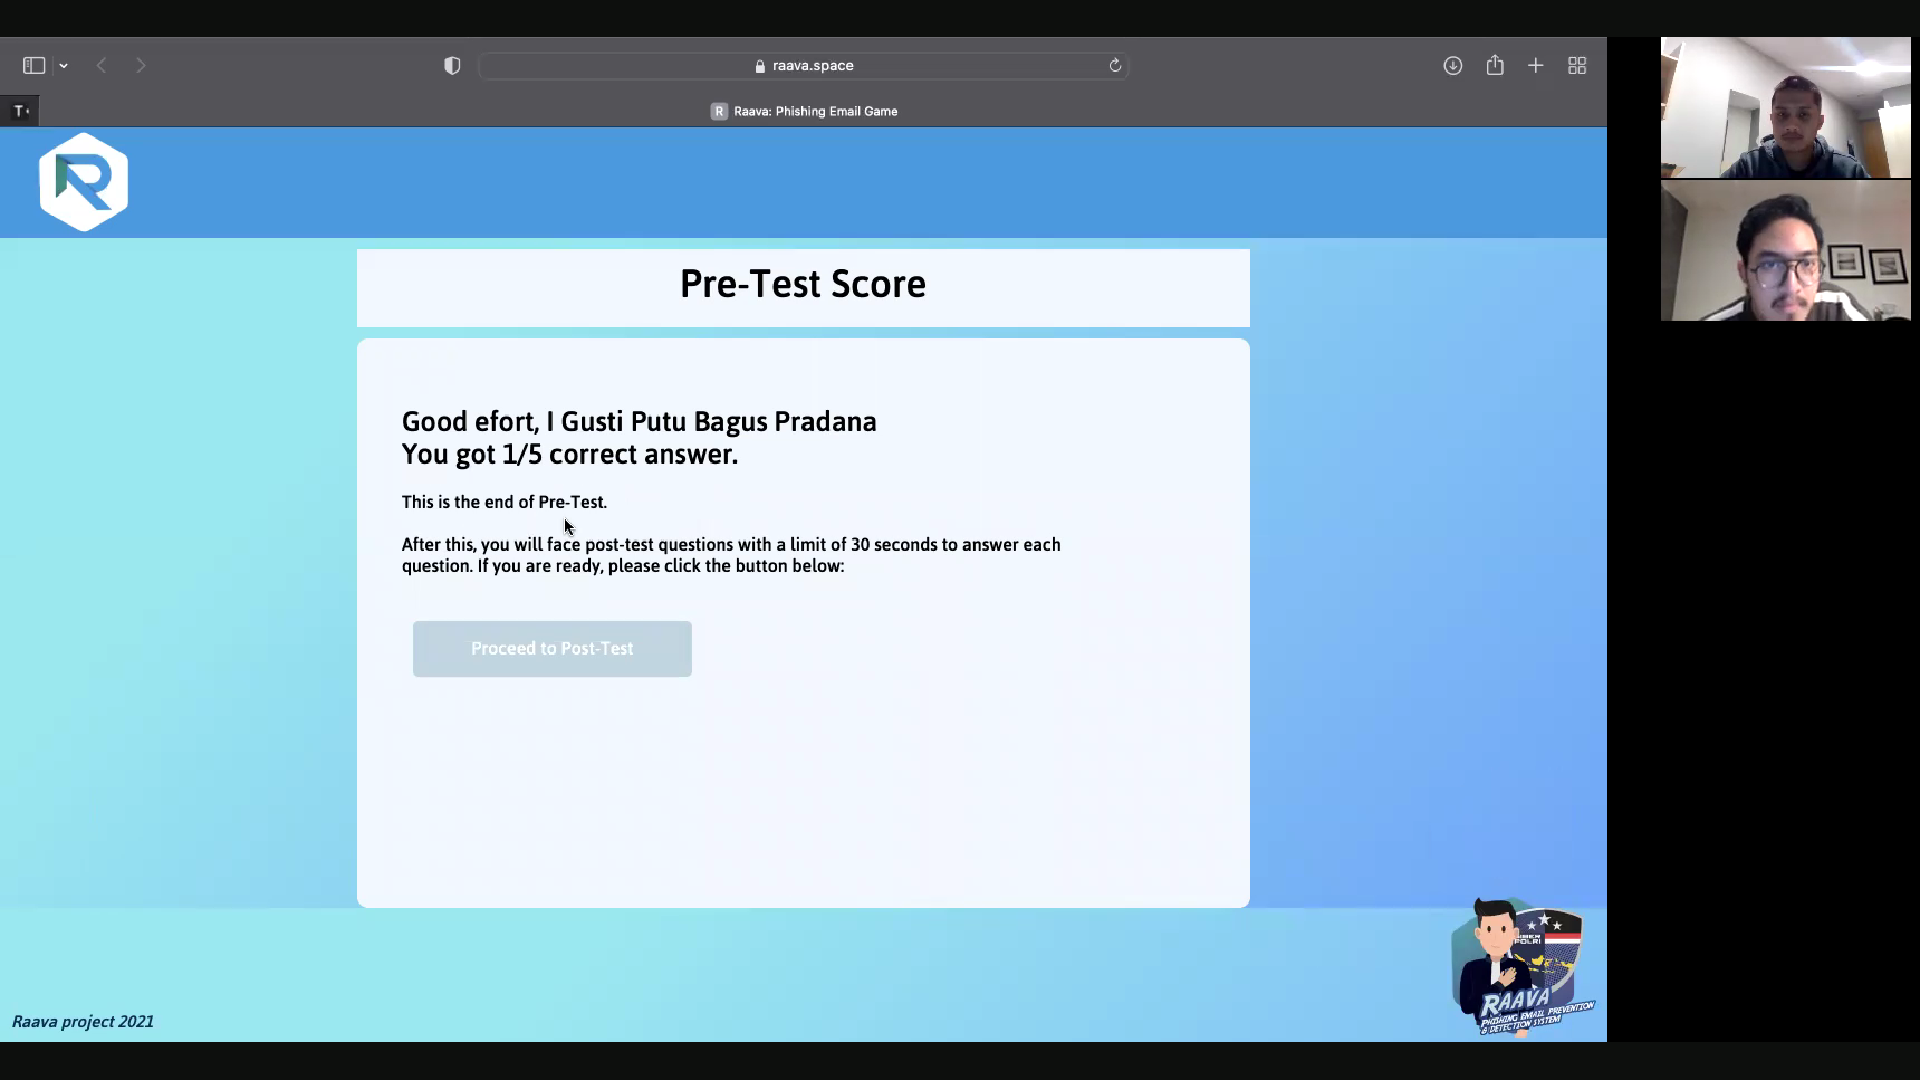 raava.space
T
R Raava: Phishing Email Game
R
Pre-Test Score
Good efort, I Gusti Putu Bagus Pradana
You got 1/5 correct answer.
This is the end of Pre-Test.
After this, you will face post-test questions with a limit of 30 seconds to answer each
question. If you are ready, please click the button below:
Proceed to Post-Test
Raava project 2021
SIBER
POLRI
RAAVA
PHISHING EMAIL PREVENTION
& DETECTION SYSTEM